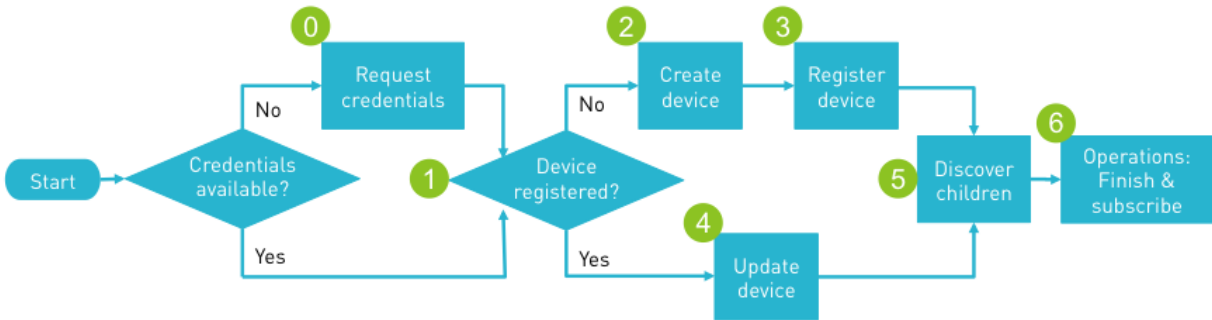 Start
Credentials
available?
No
Yes
0
Request
credentials
1
Device
registered?
No
Yes
2
Create
device
3
Register
device
4
Update
device
5
Discover
children
6
Operations:
Finish &
subscribe